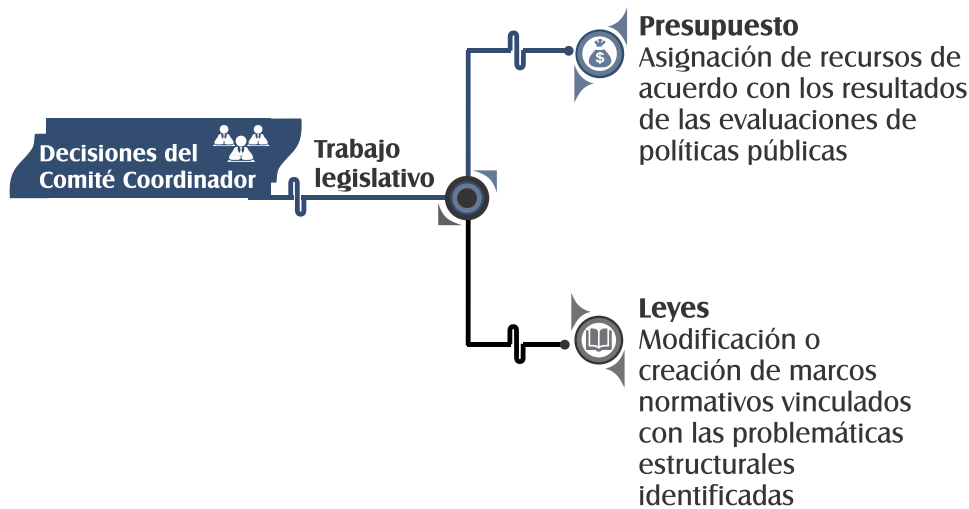 Decisiones del
Comité Coordinador
Trabajo
legislativo
Presupuesto
Asignación de recursos de
acuerdo con los resultados
de las evaluaciones de
políticas públicas
$
Leyes
Modificación o
creación de marcos
normativos vinculados
con las problemáticas
estructurales
identificadas